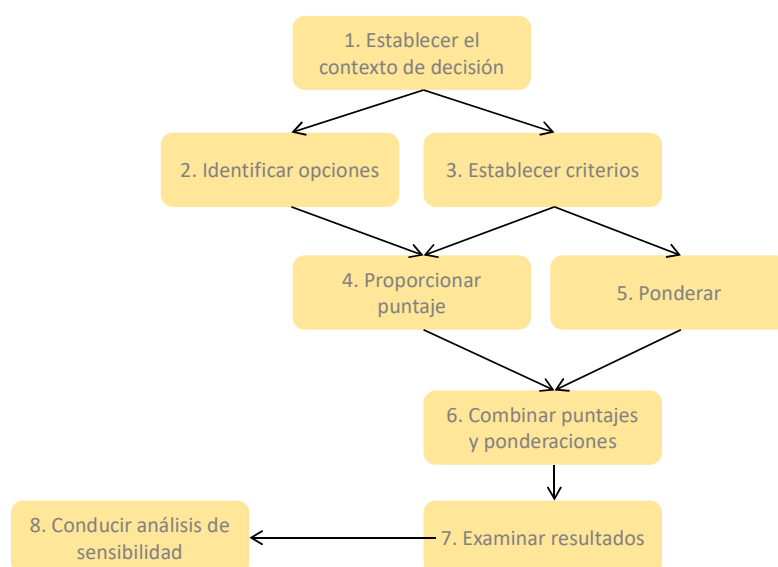 1. Establecer el
contexto de decisión
2. Identificar opciones
3. Establecer criterios
4. Proporcionar
puntaje
5. Ponderar
6. Combinar puntajes
y ponderaciones
8. Conducir análisis de
sensibilidad
7. Examinar resultados